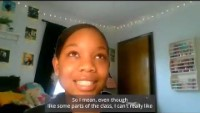 So I mean, even though
like some parts of the class, I can't really like